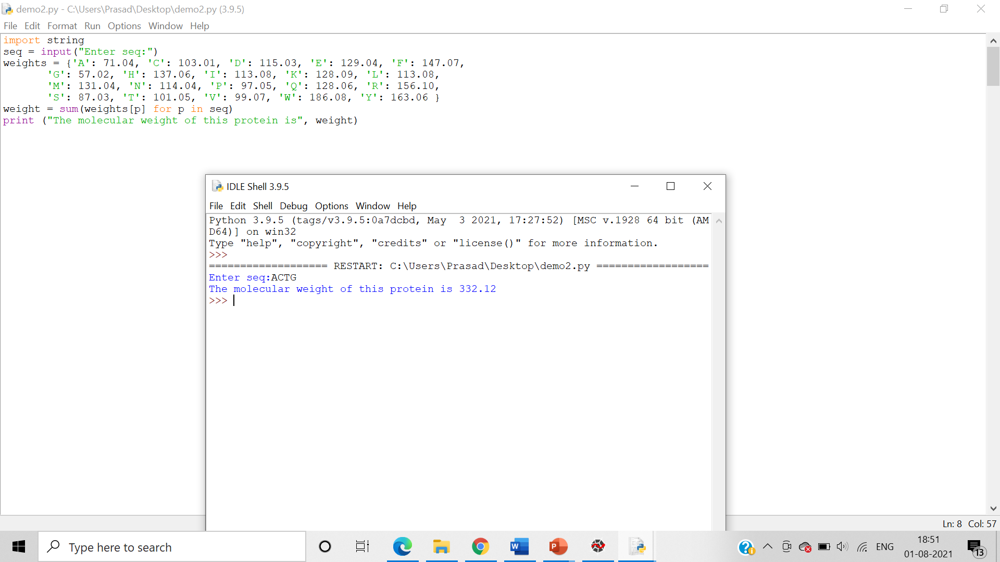 demo2.py - C:\Users\Prasad\Desktop\demo2.py (3.9.5)
File Edit Format Run Options Window Help
import string
seq = input("Enter seq:")
weights = {'A': 71.04, 'C': 103.01, 'D': 115.03, 'E': 129.04, 'F': 147.07,
'G': 57.02, 'H': 137.06, 'I': 113.08, 'K': 128.09, 'L': 113.08,
'M': 131.04, 'N': 114.04, 'P': 97.05, 'Q': 128.06, 'R': 156.10,
'S': 87.03, 'T': 101.05, 'V': 99.07, 'W': 186.08, 'Y': 163.06 }
weight = sum(weights[p] for p in seq)
print ("The molecular weight of this protein is", weight)
IDLE Shell 3.9.5
File Edit Shell Debug Options Window Help
Python 3.9.5 (tags/v3.9.5:0a7dcbd, May  3 2021, 17:27:52) [MSC v.1928 64 bit (AM
D64)] on win32
Type "help", "copyright", "credits" or "license()" for more information.
>>>
=================== RESTART: C:\Users\Prasad\Desktop\demo2.py ==================
Enter seq:ACTG
The molecular weight of this protein is 332.12
>>>
Ln: 8 Col: 57
Type here to search
W
P
ENG
18:51
01-08-2021
13